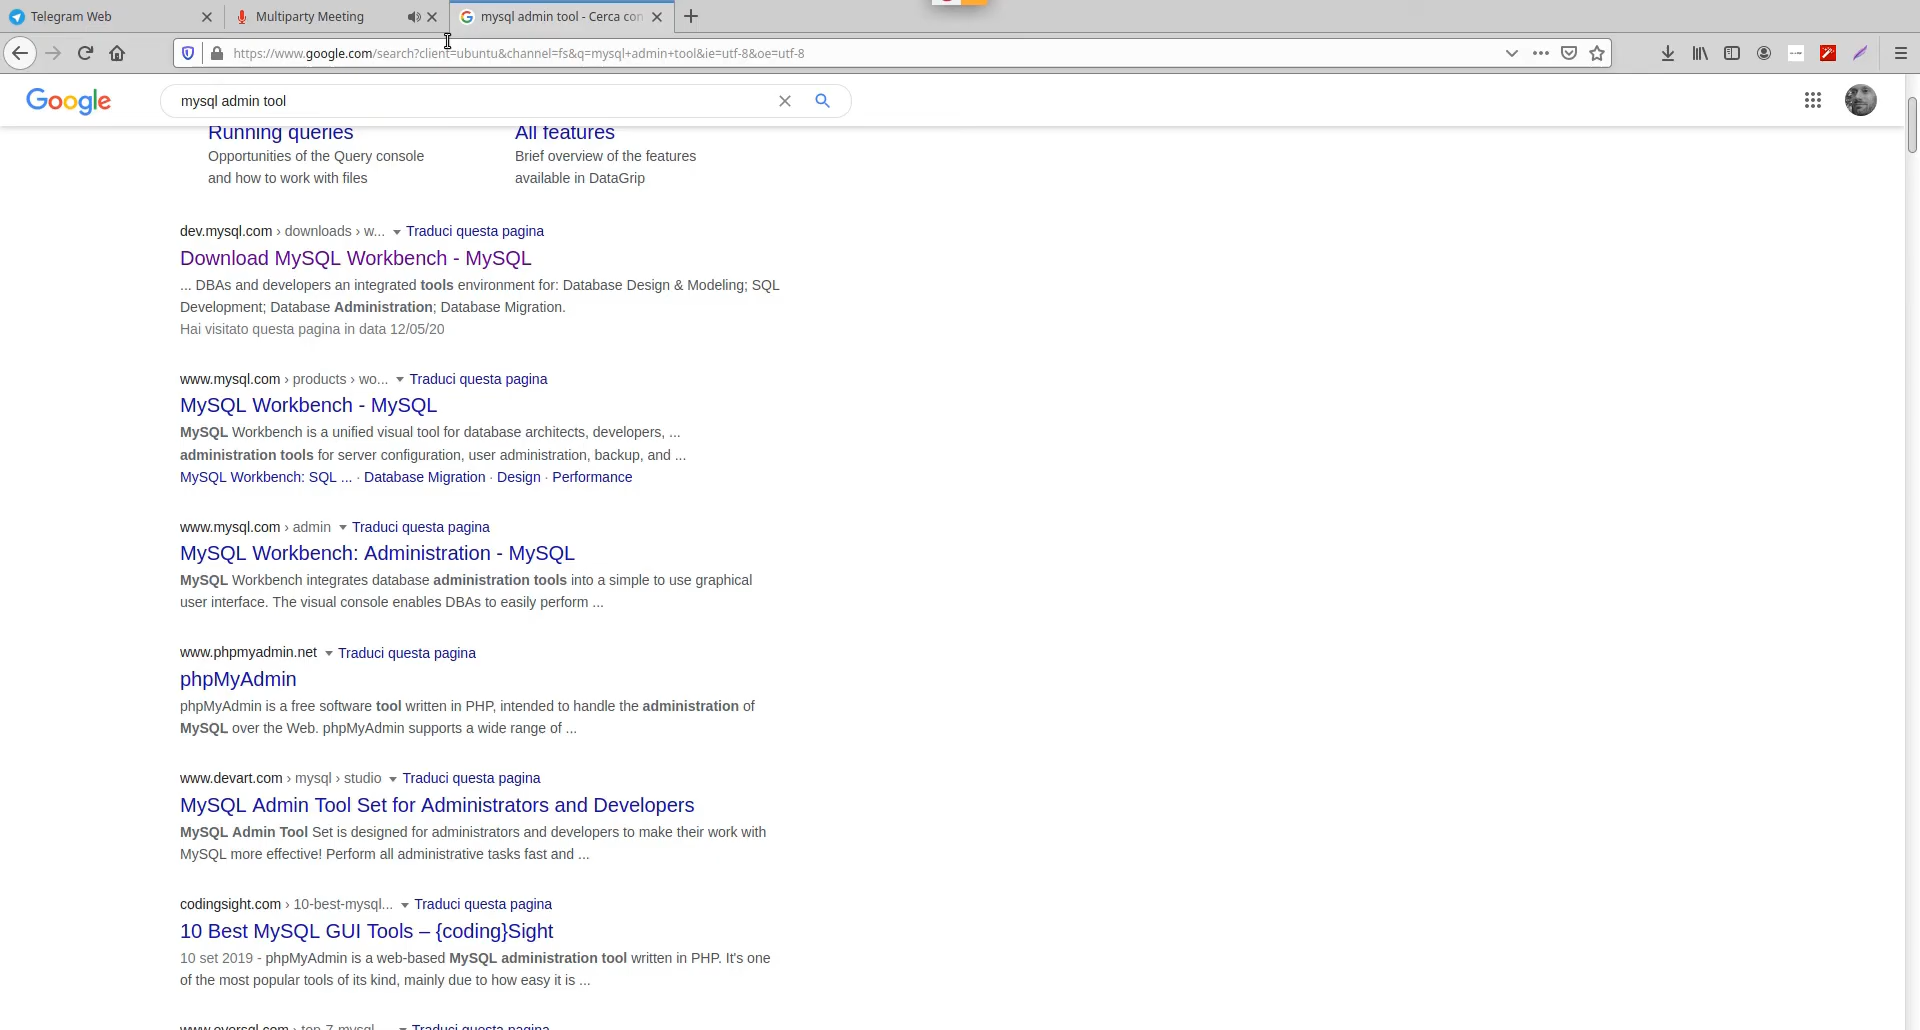 Telegram Web
Multiparty Meeting
mysql admin tool - Cerca con
https://www.google.com/search?client=ubuntu&channel=fs&q=mysql+admin+tool&ie=utf-8&oe=utf-8
Google
mysql admin tool
Running queries
Opportunities of the Query console
and how to work with files
All features
Brief overview of the features
available in DataGrip
dev.mysql.com › downloads › w... Traduci questa pagina
Download MySQL Workbench - MySQL
... DBAs and developers an integrated tools environment for: Database Design & Modeling; SQL
Development; Database Administration; Database Migration.
Hai visitato questa pagina in data 12/05/20
www.mysql.com › products › wo... Traduci questa pagina
MySQL Workbench - MySQL
MySQL Workbench is a unified visual tool for database architects, developers, ...
administration tools for server configuration, user administration, backup, and ...
MySQL Workbench: SQL ... · Database Migration · Design · Performance
www.mysql.com › admin Traduci questa pagina
MySQL Workbench: Administration - MySQL
MySQL Workbench integrates database administration tools into a simple to use graphical
user interface. The visual console enables DBAs to easily perform ...
www.phpmyadmin.net Traduci questa pagina
phpMyAdmin
phpMyAdmin is a free software tool written in PHP, intended to handle the administration of
MySQL over the Web. phpMyAdmin supports a wide range of ...
www.devart.com › mysql › studio Traduci questa pagina
MySQL Admin Tool Set for Administrators and Developers
MySQL Admin Tool Set is designed for administrators and developers to make their work with
MySQL more effective! Perform all administrative tasks fast and ...
codingsight.com › 10-best-mysql... Traduci questa pagina
10 Best MySQL GUI Tools – {coding}Sight
10 set 2019 - phpMyAdmin is a web-based MySQL administration tool written in PHP. It's one
of the most popular tools of its kind, mainly due to how easy it is ...
www.eversql.com › top-7-mysql... Traduci questa pagina